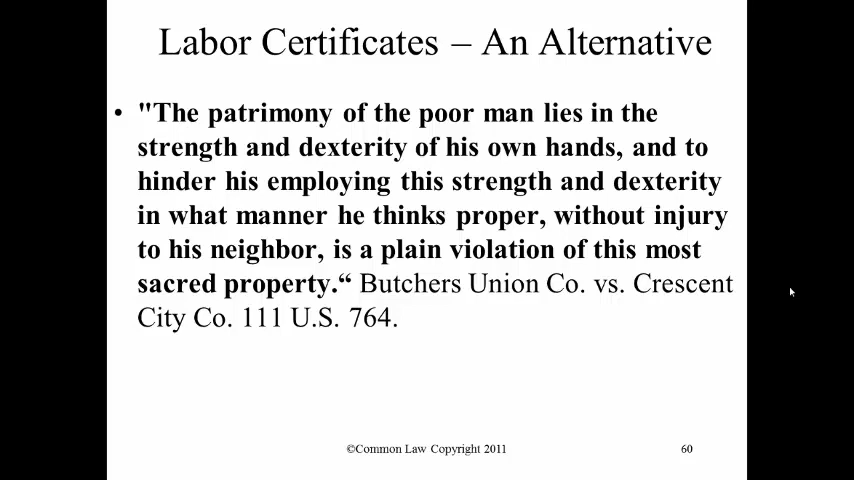 Labor Certificates – An Alternative
• "The patrimony of the poor man lies in the
strength and dexterity of his own hands, and to
hinder his employing this strength and dexterity
in what manner he thinks proper, without injury
to his neighbor, is a plain violation of this most
sacred property.“ Butchers Union Co. vs. Crescent
City Co. 111 U.S. 764.
©Common Law Copyright 2011 60